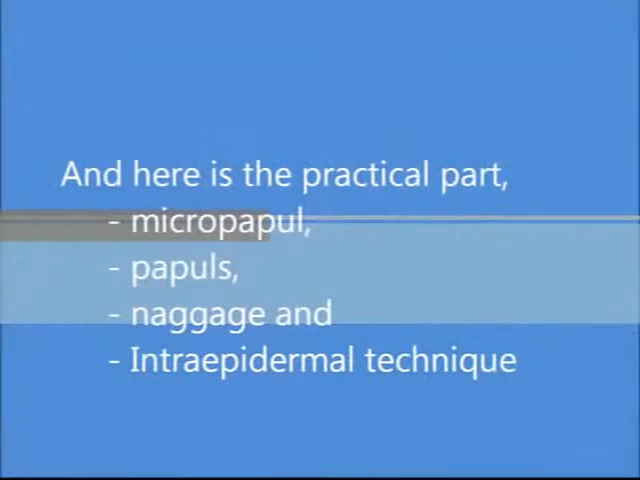 And here is the practical part,
- micropapul,
- papuls,
- naggage and
- Intraepidermal technique